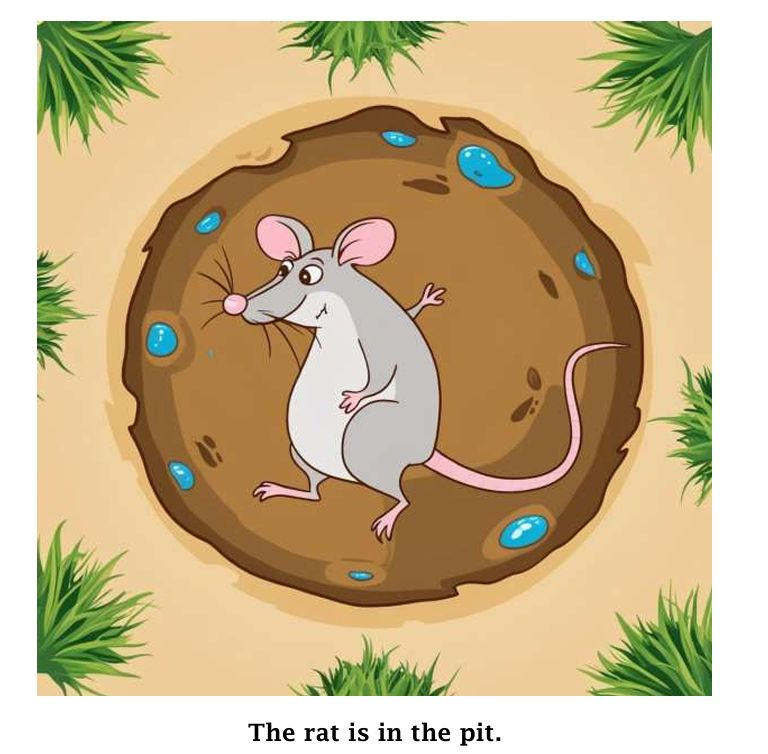 The rat is in the pit.